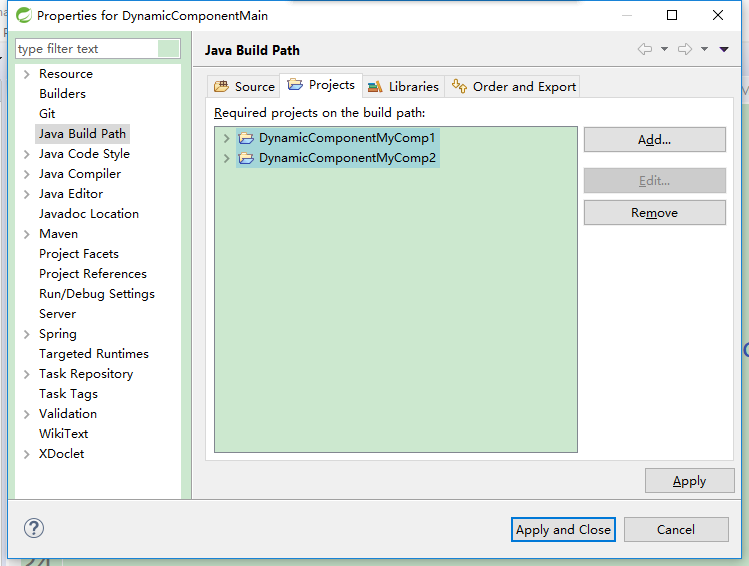 Properties for DynamicComponentMain
type filter text
Resource
Builders
Git
Java Build Path
Java Code Style
Java Compiler
Java Editor
Javadoc Location
Maven
Project Facets
Project References
Run/Debug Settings
Server
Spring
Targeted Runtimes
Task Repository
Task Tags
Validation
WikiText
XDoclet
Java Build Path
Source Projects Libraries Order and Export
Required projects on the build path:
DynamicComponentMyComp1
DynamicComponentMyComp2
Add...
Edit...
Remove
Apply
Apply and Close
Cancel